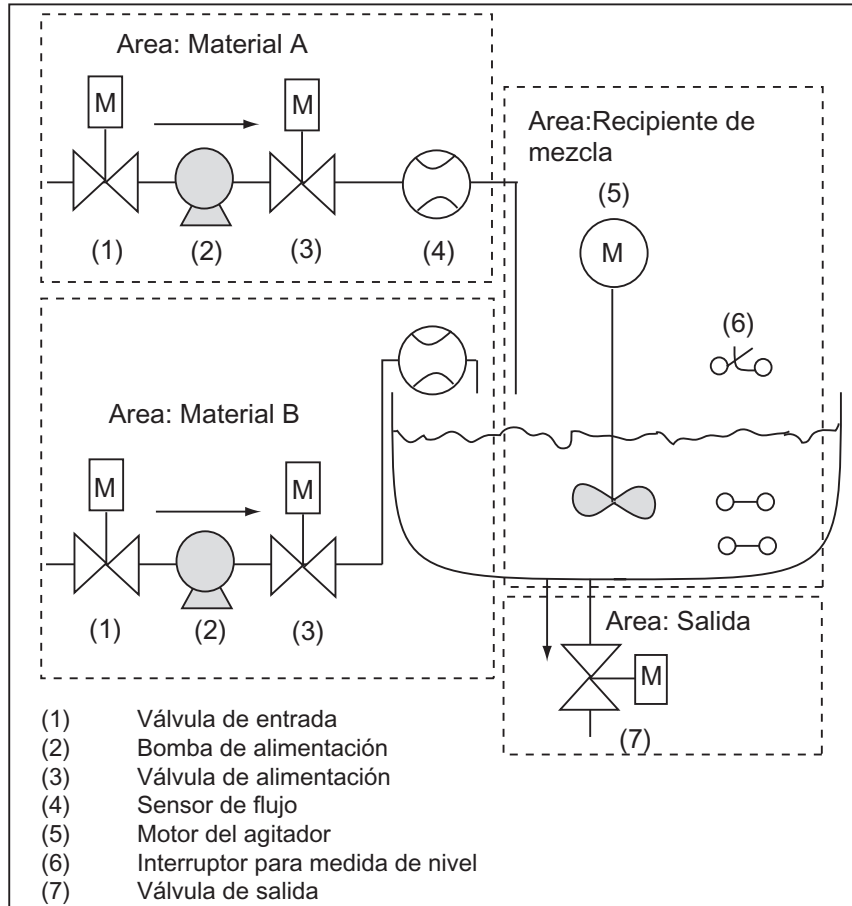 Area: Material A
M
M
(1)
(2)
(3)
(4)
Area:Recipiente de
mezcla
(5)
M
(6)
Area: Material B
M
M
(1)
(2)
(3)
Area: Salida
M
(7)
(1) Válvula de entrada
(2) Bomba de alimentación
(3) Válvula de alimentación
(4) Sensor de flujo
(5) Motor del agitador
(6) Interruptor para medida de nivel
(7) Válvula de salida